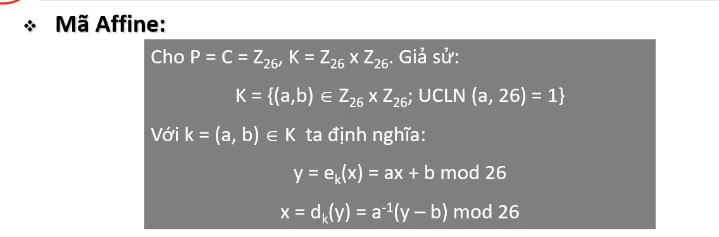 ❖ Mã Affine:
Cho P = C = Z₂₆, K = Z₂₆ x Z₂₆. Giả sử:
K = {(a,b) ∈ Z₂₆ x Z₂₆; UCLN (a, 26) = 1}
Với k = (a, b) ∈ K ta định nghĩa:
y = eₖ(x) = ax + b mod 26
x = dₖ(y) = a⁻¹(y – b) mod 26